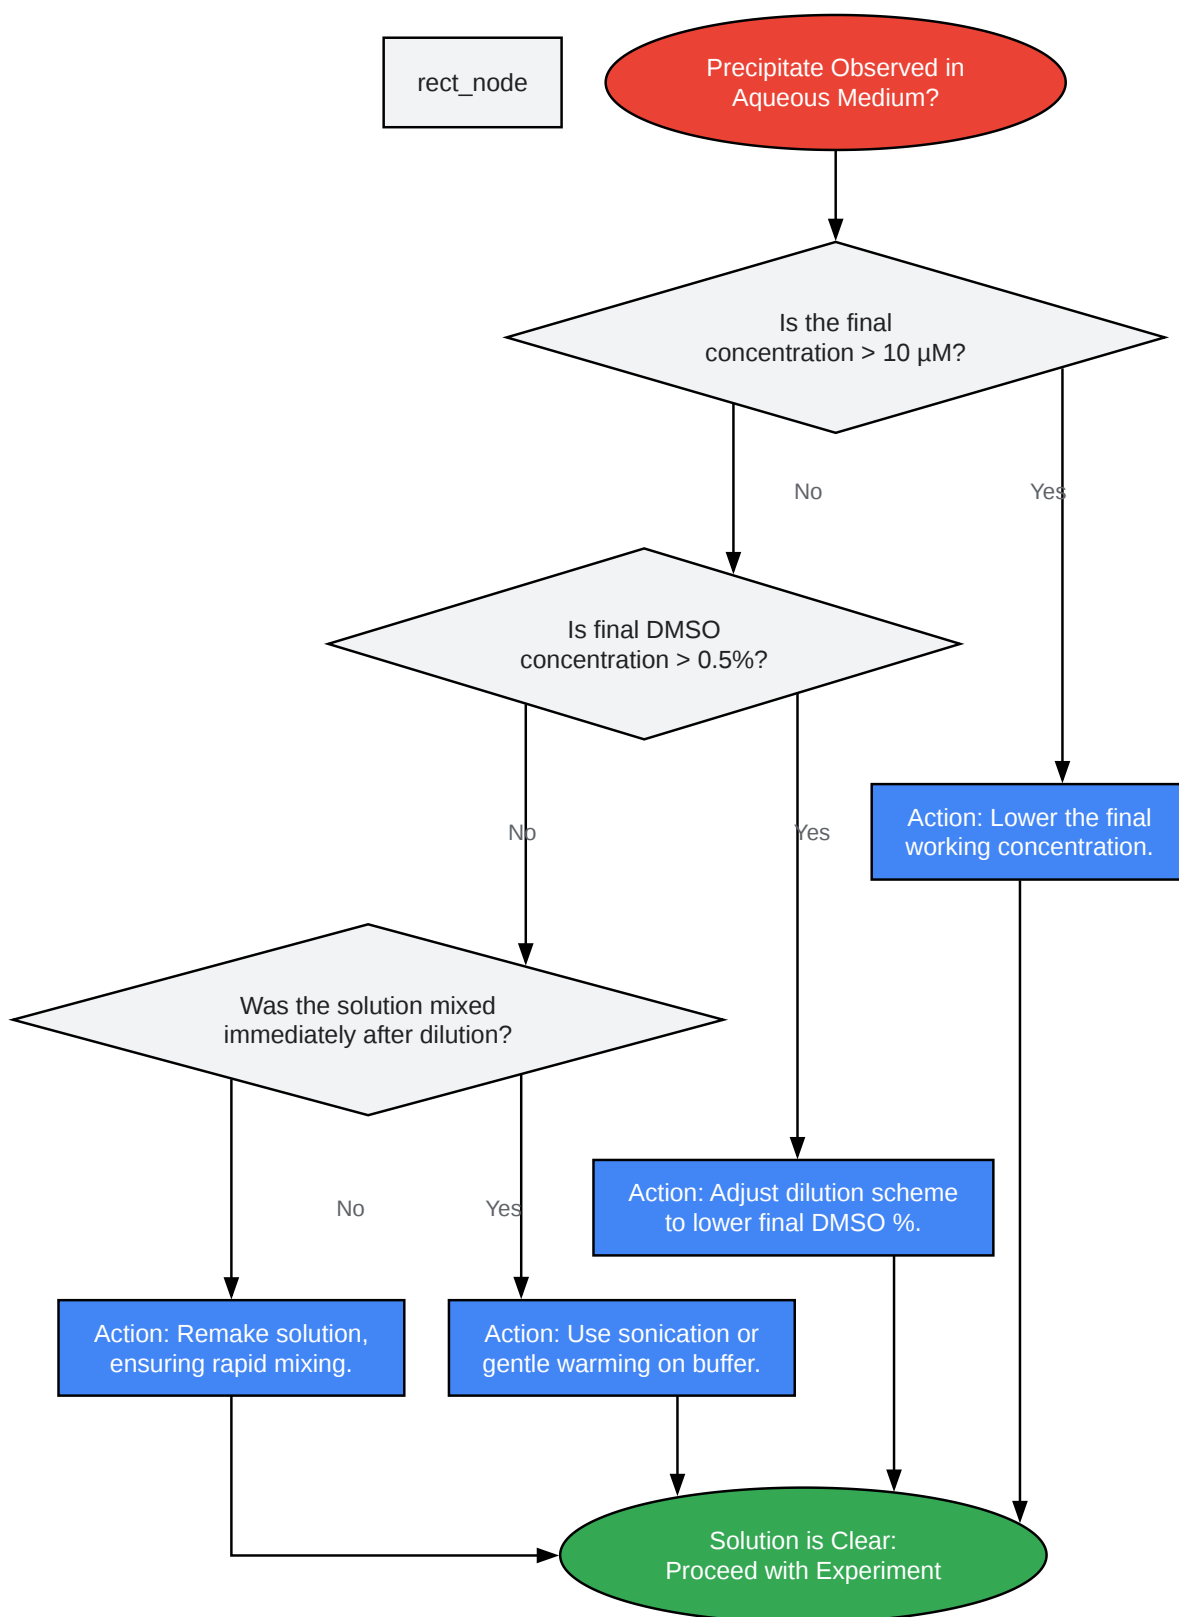 rect_node
Precipitate Observed in
Aqueous Medium?
Is the final
concentration > 10 µM?
No
Yes
Is final DMSO
concentration > 0.5%?
No
Yes
Action: Lower the final
working concentration.
Was the solution mixed
immediately after dilution?
No
Yes
Action: Adjust dilution scheme
to lower final DMSO %.
Action: Remake solution,
ensuring rapid mixing.
Action: Use sonication or
gentle warming on buffer.
Solution is Clear:
Proceed with Experiment